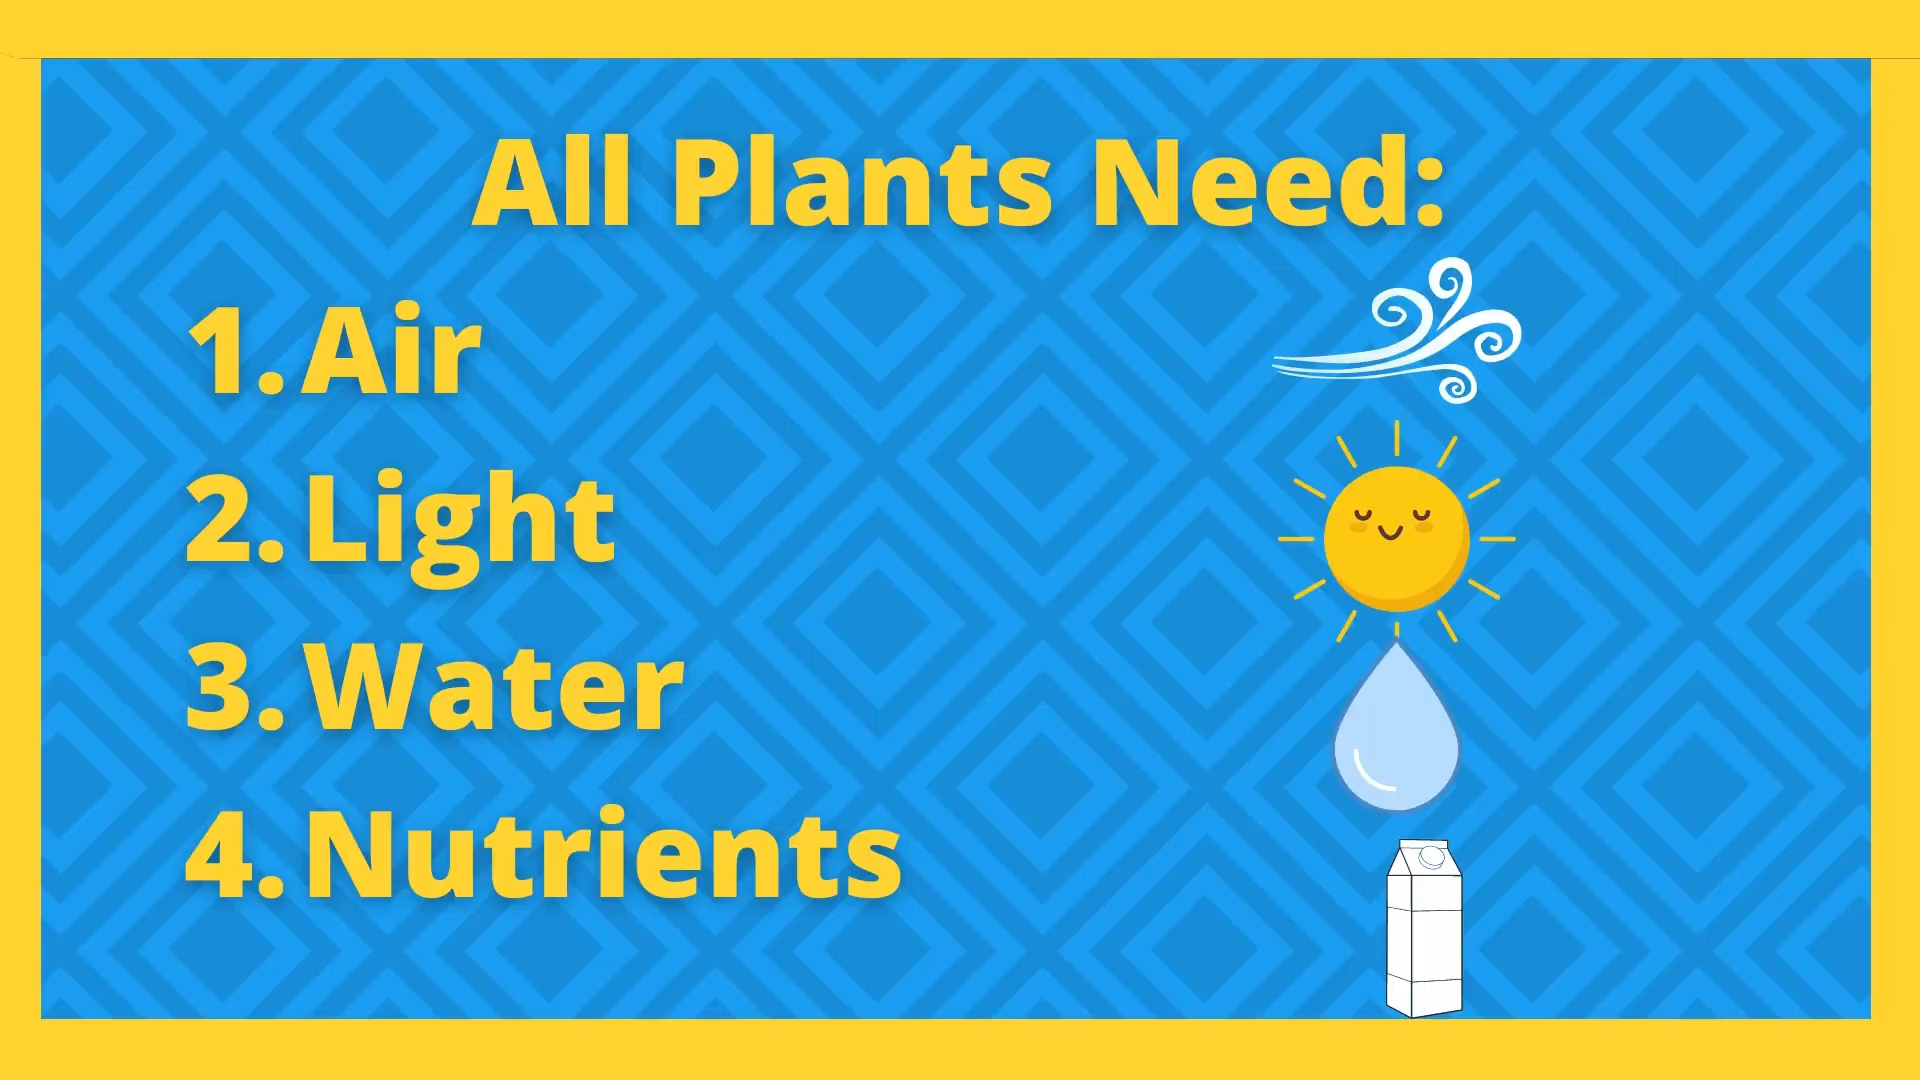 All Plants Need:
1. Air
2. Light
3. Water
4. Nutrients